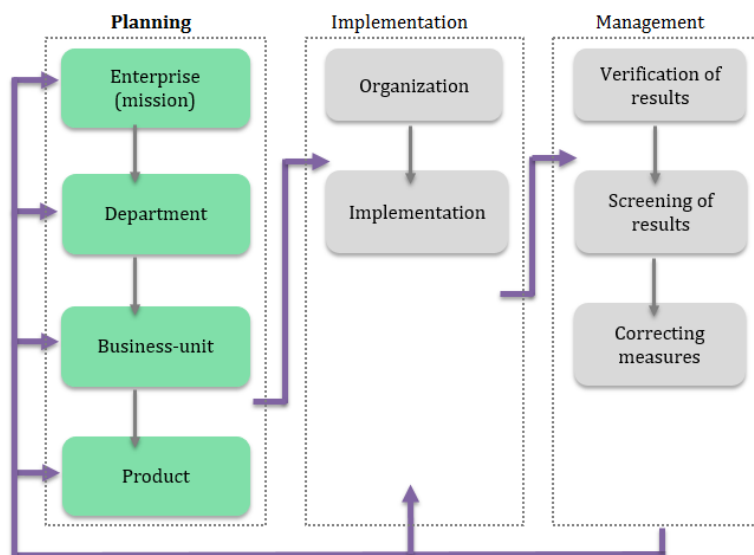 Planning
Enterprise
(mission)
Department
Business-unit
Product
Implementation
Organization
Implementation
Management
Verification of
results
Screening of
results
Correcting
measures